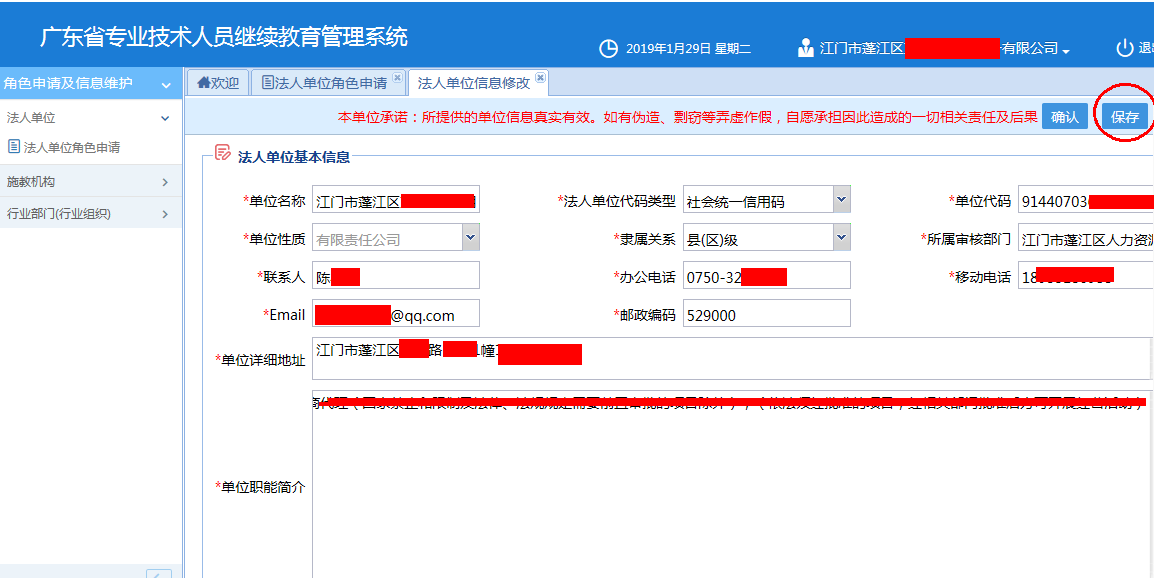 广东省专业技术人员继续教育管理系统
2019年1月29日 星期二
江门市蓬江区 有限公司
退
角色申请及信息维护
欢迎
法人单位角色申请
法人单位信息修改
法人单位
法人单位角色申请
施教机构
行业部门(行业组织)
本单位承诺：所提供的单位信息真实有效。如有伪造、剽窃等弄虚作假，自愿承担因此造成的一切相关责任及后果
确认
保存
法人单位基本信息
*单位名称 江门市蓬江区
*法人单位代码类型 社会统一信用码
*单位代码 91440703
*单位性质 有限责任公司
*隶属关系 县(区)级
*所属审核部门 江门市蓬江区人力资
*联系人 陈
*办公电话 0750-32
*移动电话 18
*Email @qq.com
*邮政编码 529000
*单位详细地址 江门市蓬江区 路 幢
*单位职能简介